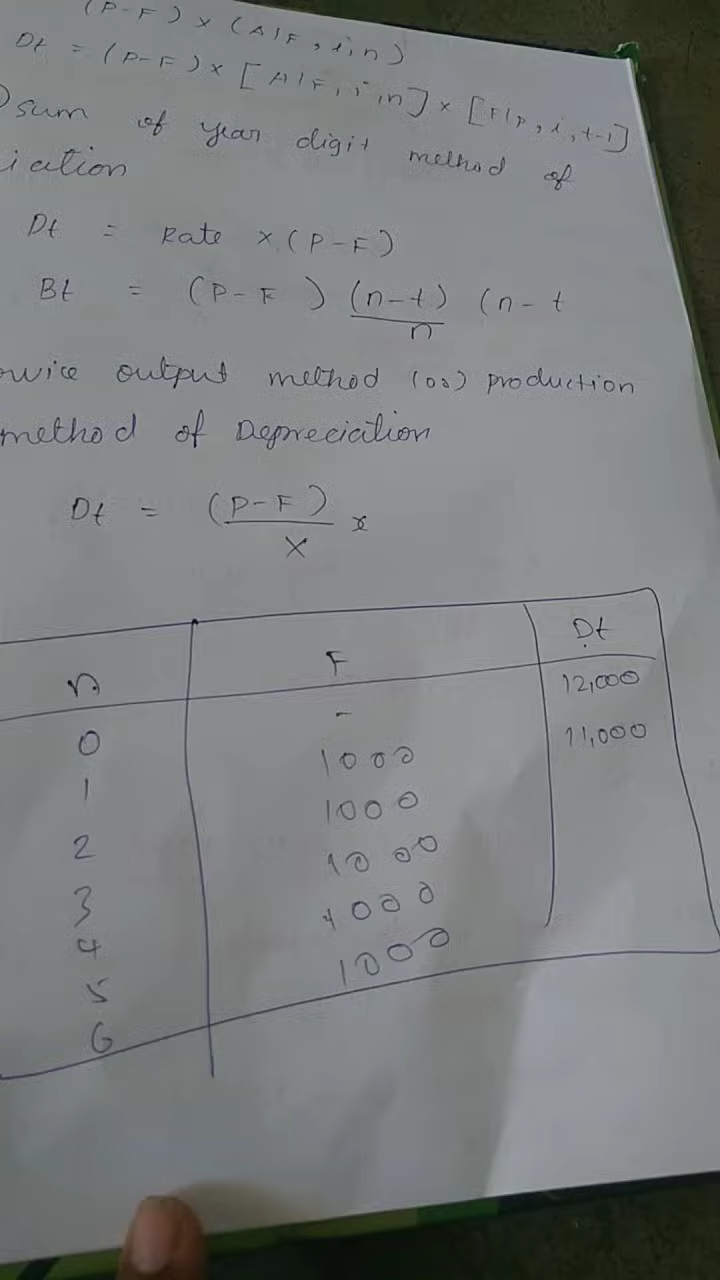 (P-F) × (A/F, i, n)
Dt = (P-F) × [A/F, i, n] × [F/P, i, t-1]
sum of year digit method of
iation
Dt = Rate × (P-F)
Bt = (P-F) (n-t)/n (n-t
owice output method (or) production
method of Depreciation
Dt = (P-F)/X x
n F Dt
0 - 12,000
1 1000 11,000
2 1000
3 1000
4 1000
5 1000
6